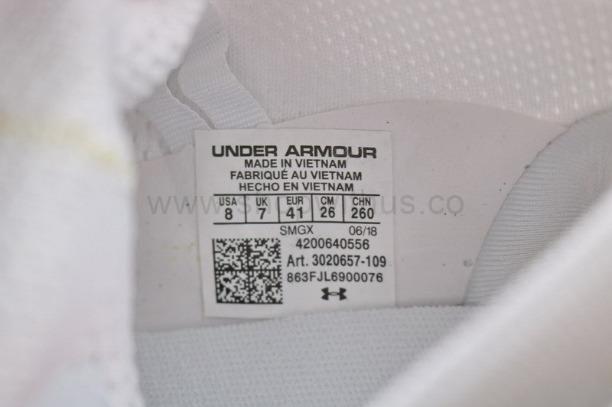 UNDER ARMOUR
MADE IN VIETNAM
FABRIQUÉ AU VIETNAM
HECHO EN VIETNAM
USA UK EUR CM CHN
8 7 41 26 260
SMGX 06/18
4200640556
Art. 3020657-109
863FJL6900076